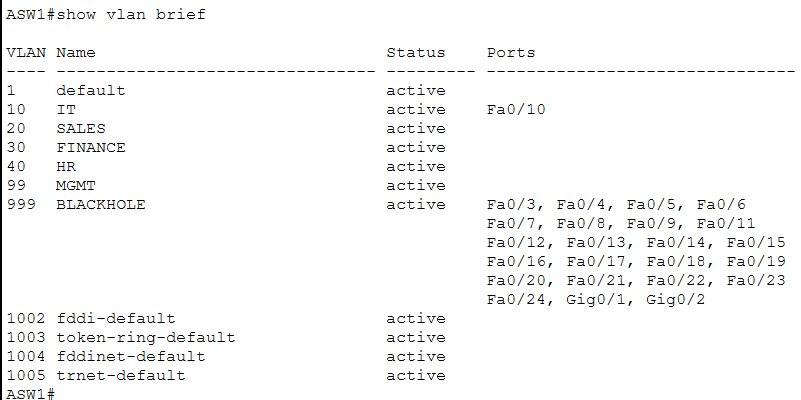 ASW1#show vlan brief
VLAN Name                             Status    Ports
---- -------------------------------- --------- -------------------------------
1    default                          active
10   IT                               active    Fa0/10
20   SALES                            active
30   FINANCE                          active
40   HR                               active
99   MGMT                             active
999  BLACKHOLE                        active    Fa0/3, Fa0/4, Fa0/5, Fa0/6
                                                Fa0/7, Fa0/8, Fa0/9, Fa0/11
                                                Fa0/12, Fa0/13, Fa0/14, Fa0/15
                                                Fa0/16, Fa0/17, Fa0/18, Fa0/19
                                                Fa0/20, Fa0/21, Fa0/22, Fa0/23
                                                Fa0/24, Gig0/1, Gig0/2
1002 fddi-default                     active
1003 token-ring-default               active
1004 fddinet-default                  active
1005 trnet-default                    active
ASW1#